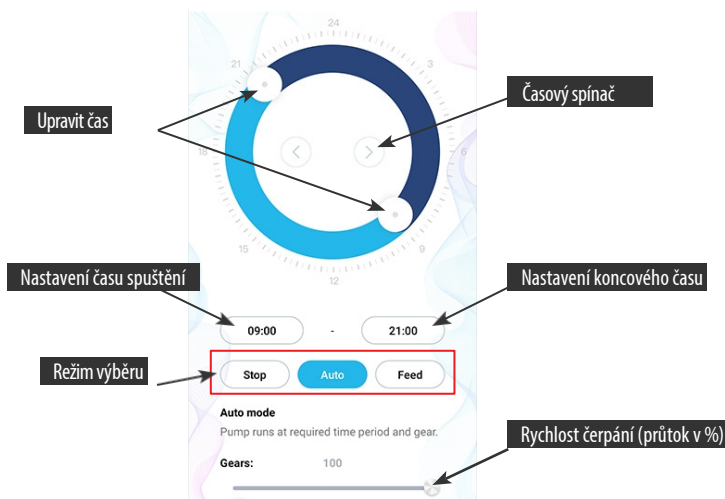 24
21
3
Časový spínač
Upravit čas
18
6
15
9
12
Nastavení času spuštění
Nastavení koncového času
09:00 - 21:00
Režim výběru
Stop Auto Feed
Auto mode
Pump runs at required time period and gear.
Rychlost čerpání (průtok v %)
Gears: 100